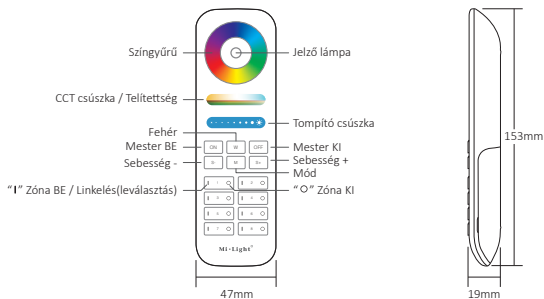 Színgyűrű
Jelző lámpa
CCT csúszka / Telítettség
Tompító csúszka
Fehér
Mester BE
Mester KI
Sebesség -
Sebesség +
Mód
"I" Zóna BE / Linkelés(leválasztás)
"O" Zóna KI
ON W OFF
S- M S+
Mi·Light®
47mm
153mm
19mm